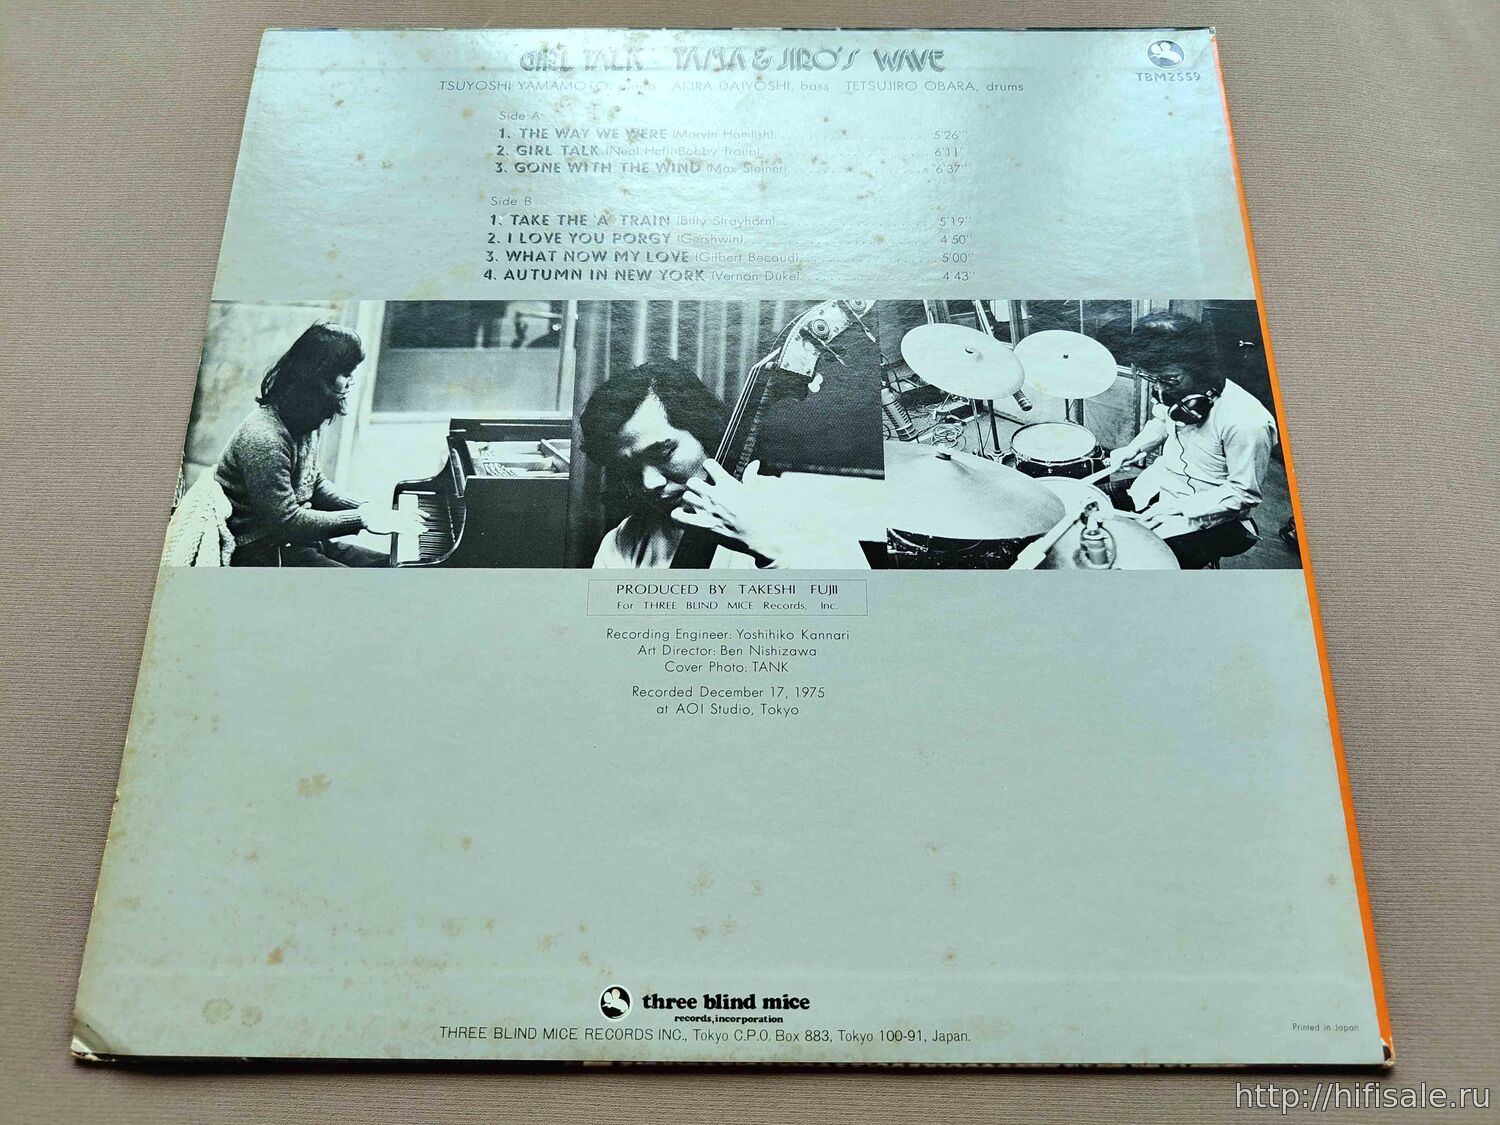 GIRL TALK TAMA & JIRO'S WAVE
TBM2559
TSUYOSHI YAMAMOTO, piano AKIRA DAIYOSHI, bass TETSUJIRO OBARA, drums
Side A
1. THE WAY WE WERE (Marvin Hamlish) 5'26"
2. GIRL TALK (Neal Hefti-Bobby Troup) 6'11"
3. GONE WITH THE WIND (Max Steiner) 6'37"
Side B
1. TAKE THE 'A' TRAIN (Billy Strayhorn) 5'19"
2. I LOVE YOU PORGY (Gershwin) 4'50"
3. WHAT NOW MY LOVE (Gilbert Becaud) 5'00"
4. AUTUMN IN NEW YORK (Vernon Duke) 4'43"
PRODUCED BY TAKESHI FUJII
For THREE BLIND MICE Records, Inc.
Recording Engineer: Yoshihiko Kannari
Art Director: Ben Nishizawa
Cover Photo: TANK
Recorded December 17, 1975
at AOI Studio, Tokyo
three blind mice
records, incorporation
THREE BLIND MICE RECORDS INC., Tokyo C.P.O. Box 883, Tokyo 100-91, Japan.
Printed in Japan
http://hifisale.ru